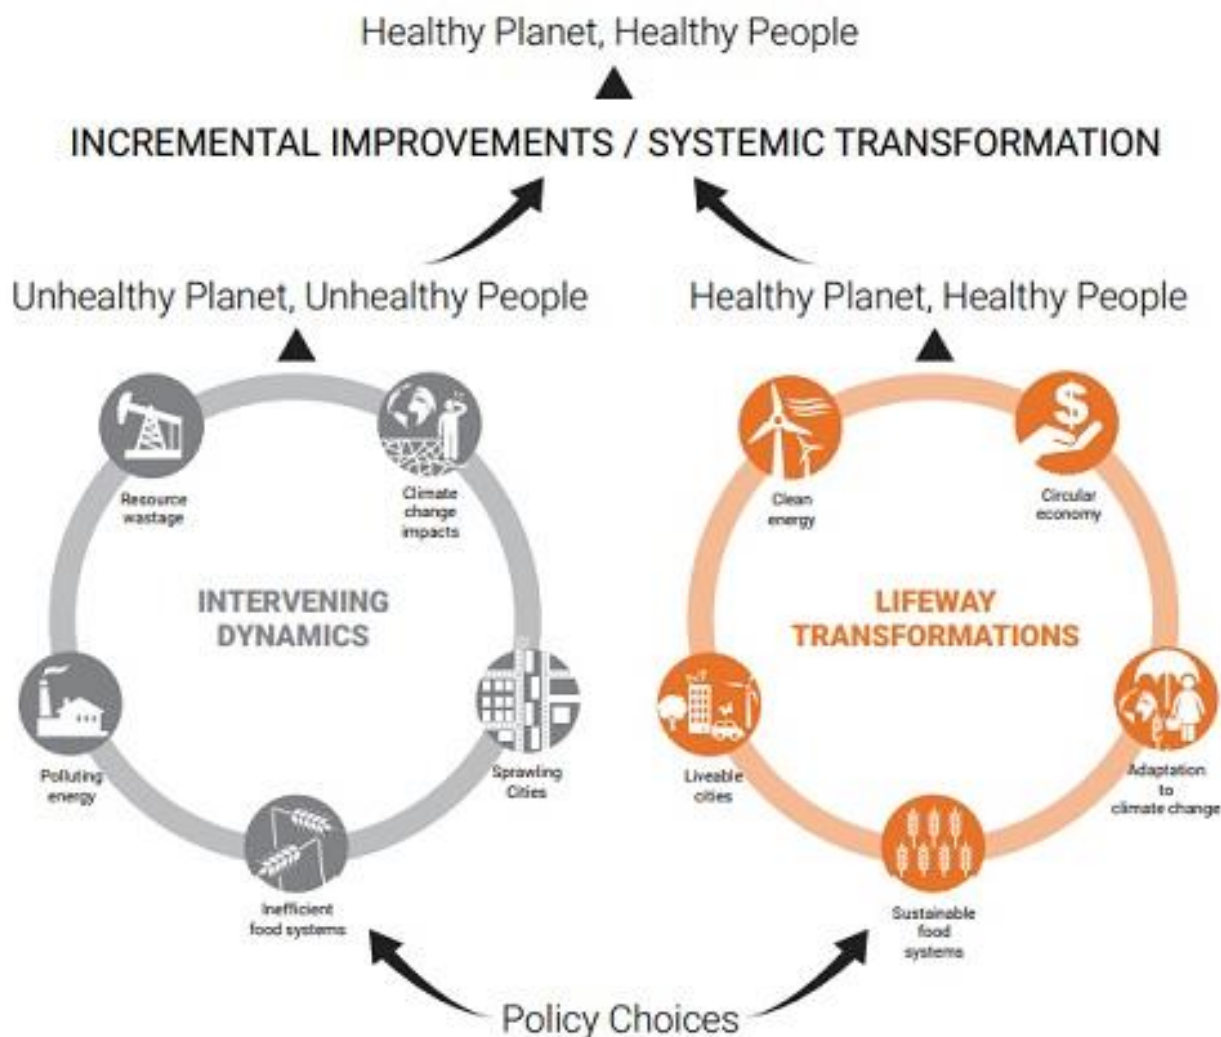 Healthy Planet, Healthy People
INCREMENTAL IMPROVEMENTS / SYSTEMIC TRANSFORMATION
Unhealthy Planet, Unhealthy People
Healthy Planet, Healthy People
Resource
wastage
Climate
change
impacts
INTERVENING
DYNAMICS
Polluting
energy
Sprawling
Cities
Inefficient
food systems
$
Clean
energy
Circular
economy
LIFEWAY
TRANSFORMATIONS
Liveable
cities
Adaptation
to
climate change
Sustainable
food
systems
Policy Choices